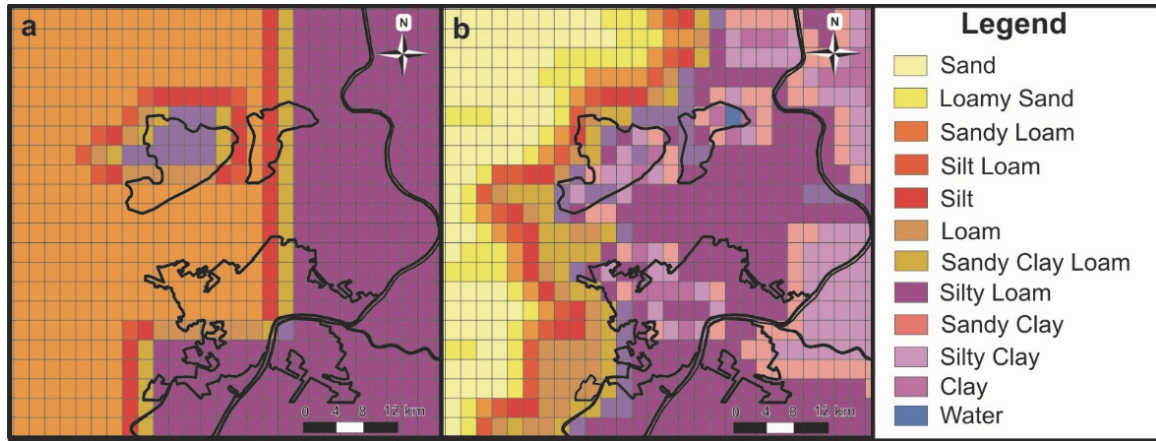 a
N
0 4 8 12 km
b
N
0 4 8 12 km
Legend
Sand
Loamy Sand
Sandy Loam
Silt Loam
Silt
Loam
Sandy Clay Loam
Silty Loam
Sandy Clay
Silty Clay
Clay
Water